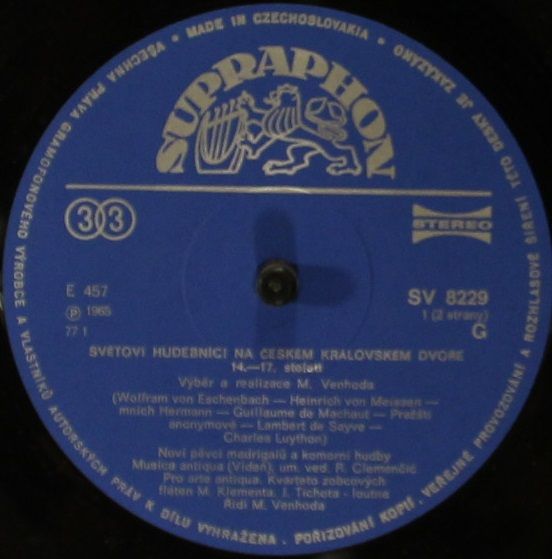 MADE IN CZECHOSLOVAKIA • VŠECHNA PRÁVA GRAMOFONOVÉHO VÝROBCE A VLASTNÍKŮ AUTORSKÝCH PRÁV K DÍLU VYHRAŽENA. POŘIZOVÁNÍ KOPIÍ, VEŘEJNÉ PROVOZOVÁNÍ A ROZHLASOVÉ ŠÍŘENÍ TÉTO DESKY JE ZAKÁZÁNO •
SUPRAPHON
33
STEREO
E 457
SV 8229
Ⓟ 1965
1 (2 strany)
77 1
G
SVĚTOVÍ HUDEBNÍCI NA ČESKÉM KRÁLOVSKÉM DVOŘE
14.—17. století
Výběr a realizace M. Venhoda
(Wolfram von Eschenbach — Heinrich von Meissen —
mnich Hermann — Guillaume de Machaut — Pražští
anonymové — Lambert de Sayve —
Charles Luython)
Noví pěvci madrigalů a komorní hudby
Musica antiqua (Vídeň), um. ved. R. Clemenčić
Pro arte antiqua. Kvarteto zobcových
fléten M. Klementa. J. Tichota - loutna
Řídí M. Venhoda